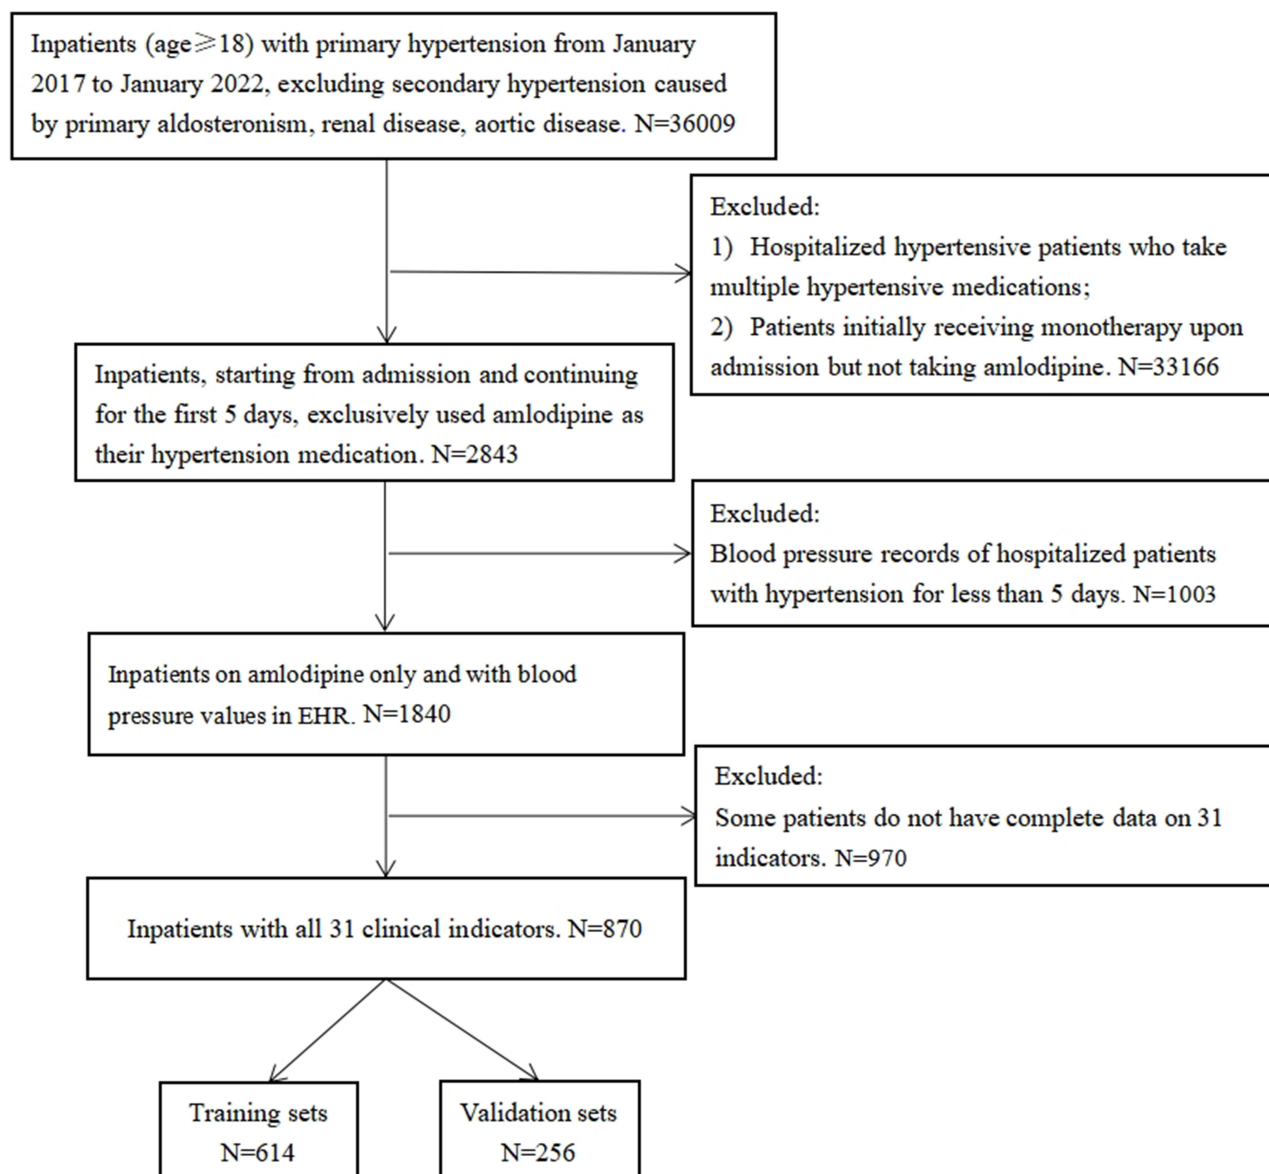 Inpatients (age⩾18) with primary hypertension from January
2017 to January 2022, excluding secondary hypertension caused
by primary aldosteronism, renal disease, aortic disease. N=36009
Excluded:
1) Hospitalized hypertensive patients who take
multiple hypertensive medications;
2) Patients initially receiving monotherapy upon
admission but not taking amlodipine. N=33166
Inpatients, starting from admission and continuing
for the first 5 days, exclusively used amlodipine as
their hypertension medication. N=2843
Excluded:
Blood pressure records of hospitalized patients
with hypertension for less than 5 days. N=1003
Inpatients on amlodipine only and with blood
pressure values in EHR. N=1840
Excluded:
Some patients do not have complete data on 31
indicators. N=970
Inpatients with all 31 clinical indicators. N=870
Training sets
N=614
Validation sets
N=256